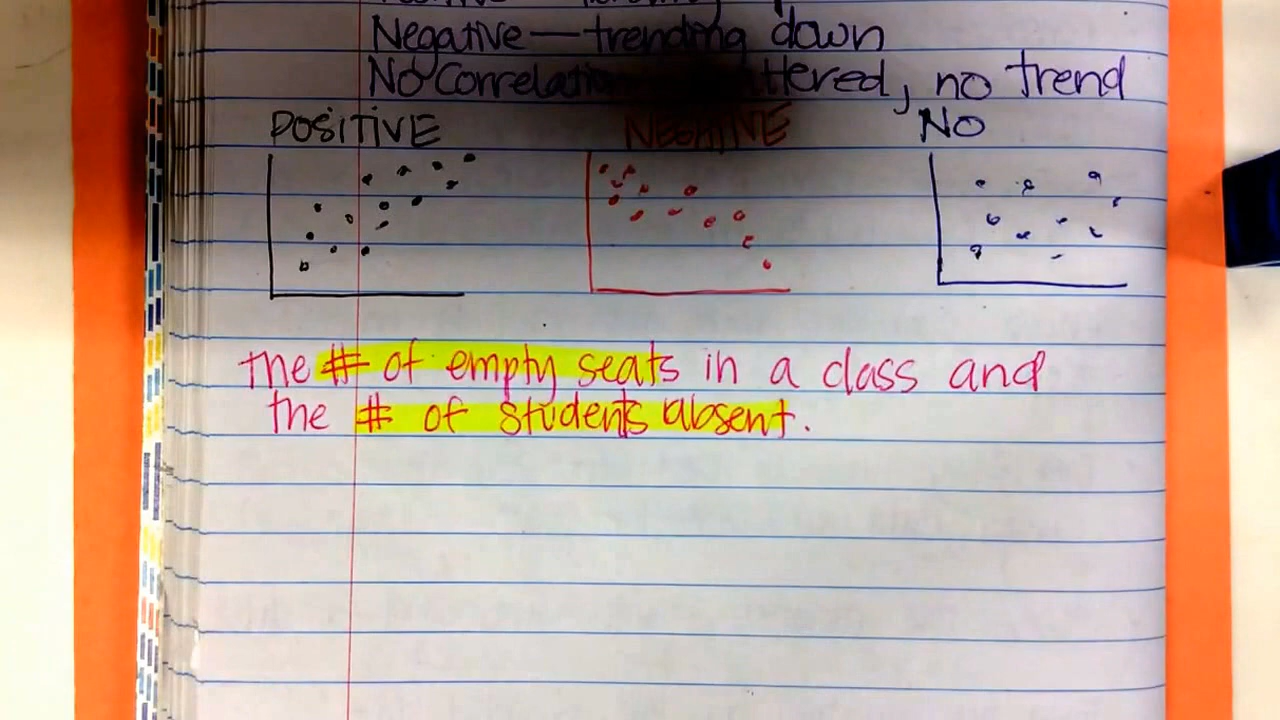 Negative — trending down
No Correlation, no trend
POSITIVE NEGATIVE NO
the # of empty seats in a class and
the # of students absent.